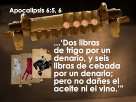 Apocalipsis 6:5, 6
...‘Dos libras
de trigo por un
denario, y seis
libras de cebada
por un denario;
pero no dañes el
aceite ni el vino.’”